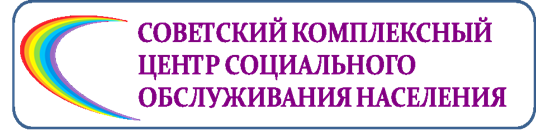 СОВЕТСКИЙ КОМПЛЕКСНЫЙ
ЦЕНТР СОЦИАЛЬНОГО
ОБСЛУЖИВАНИЯ НАСЕЛЕНИЯ